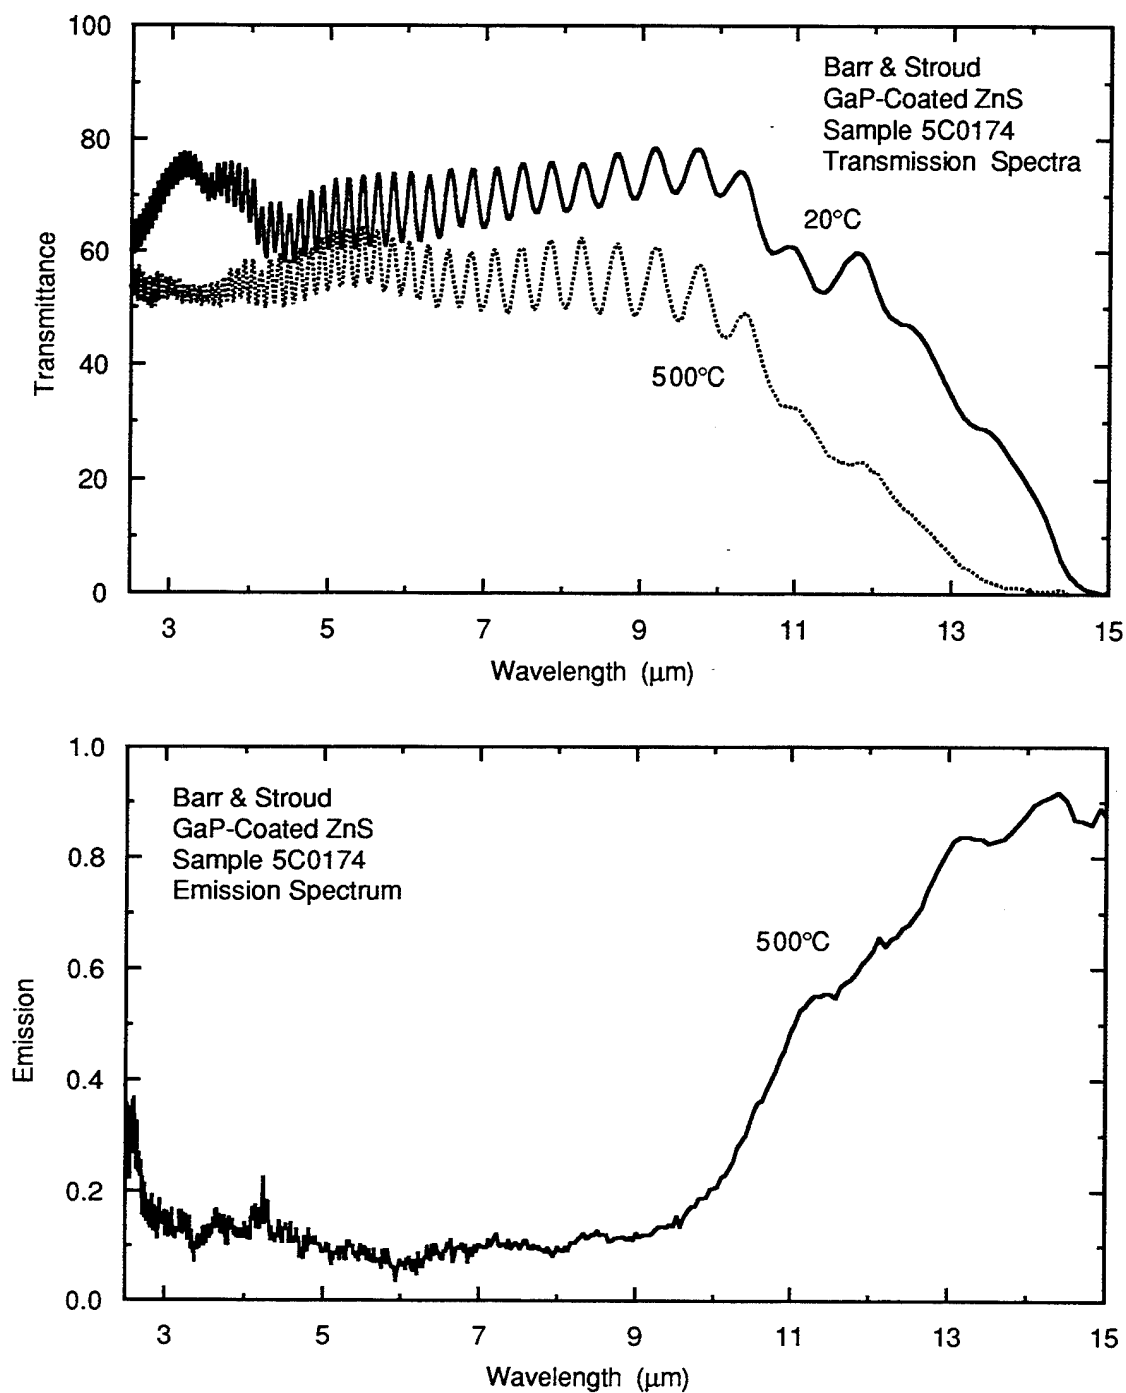 100
80
60
40
20
0
Transmittance
Barr & Stroud
GaP-Coated ZnS
Sample 5C0174
Transmission Spectra
20°C
500°C
3 5 7 9 11 13 15
Wavelength (μm)
1.0
0.8
0.6
0.4
0.2
0.0
Emission
Barr & Stroud
GaP-Coated ZnS
Sample 5C0174
Emission Spectrum
500°C
3 5 7 9 11 13 15
Wavelength (μm)